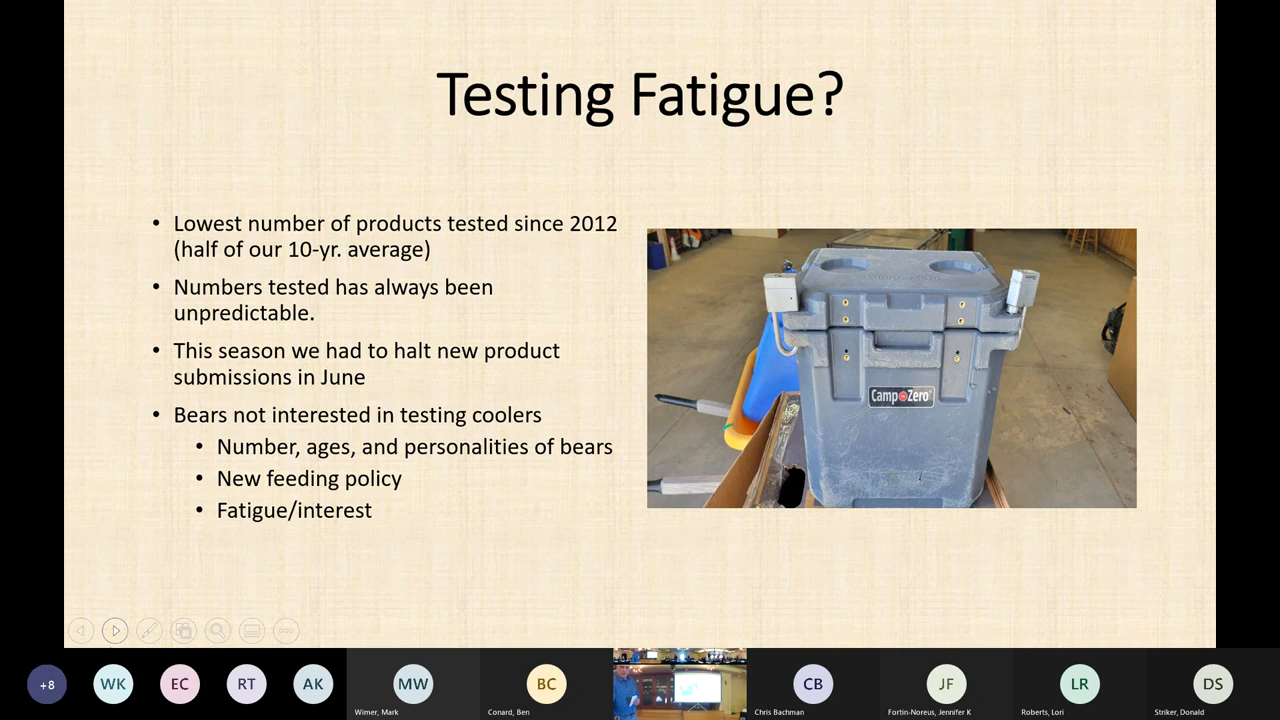 Testing Fatigue?
• Lowest number of products tested since 2012
(half of our 10-yr. average)
• Numbers tested has always been
unpredictable.
• This season we had to halt new product
submissions in June
• Bears not interested in testing coolers
• Number, ages, and personalities of bears
• New feeding policy
• Fatigue/interest
Camp Zero
+8
WK
EC
RT
AK
MW
BC
CB
JF
LR
DS
Wimer, Mark
Conard, Ben
Chris Bachman
Fortin-Noreus, Jennifer K
Roberts, Lori
Striker, Donald